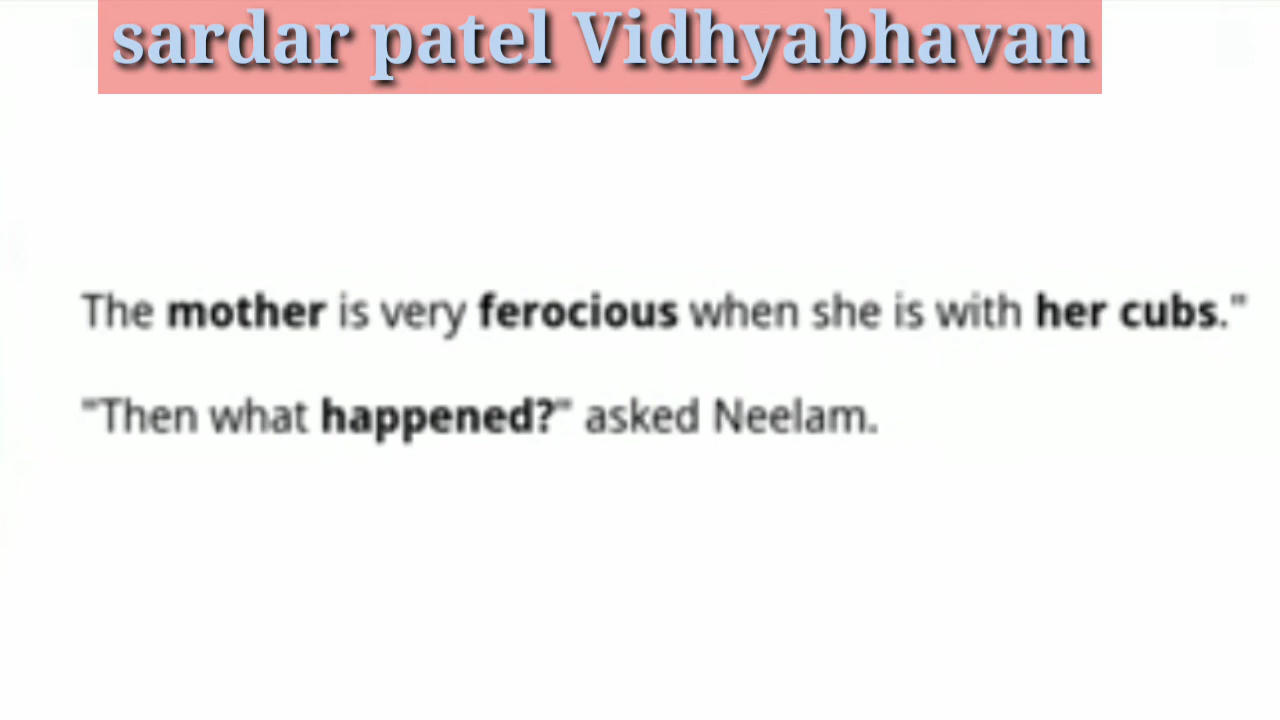 sardar patel Vidhyabhavan
The mother is very ferocious when she is with her cubs."
"Then what happened?" asked Neelam.